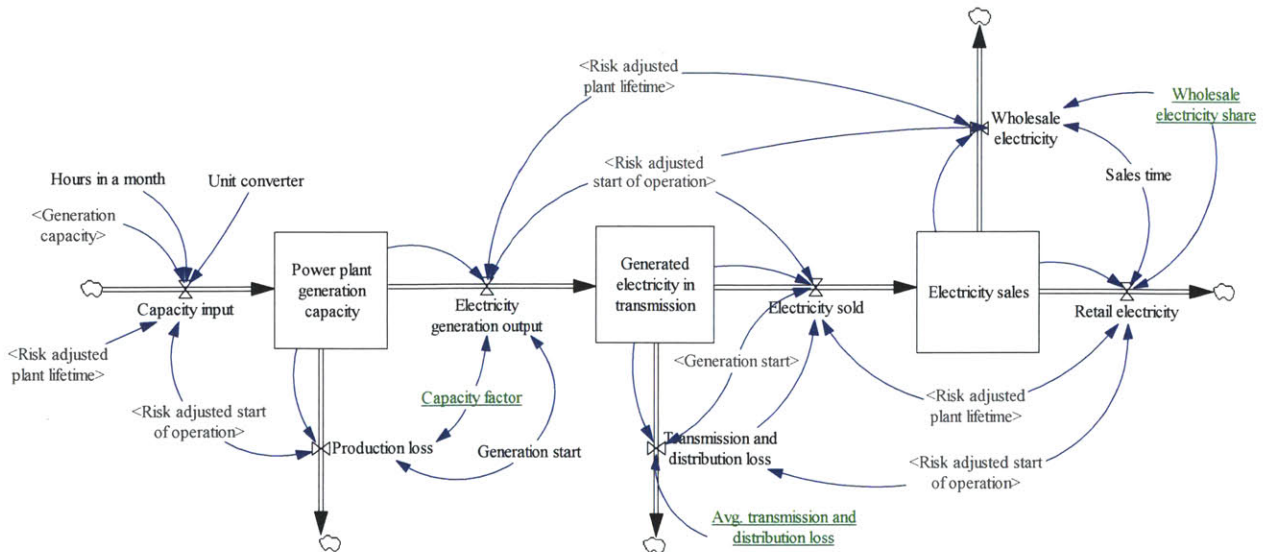 <Risk adjusted
plant lifetime>
Wholesale
electricity share
Wholesale
electricity
Hours in a month
Unit converter
<Risk adjusted
start of operation>
Sales time
<Generation
capacity>
Power plant
generation
capacity
Generated
electricity in
transmission
Electricity sales
Capacity input
Electricity
generation output
Electricity sold
Retail electricity
<Risk adjusted
plant lifetime>
<Generation start>
Capacity factor
<Risk adjusted
plant lifetime>
<Risk adjusted start
of operation>
Production loss
Generation start
Transmission and
distribution loss
<Risk adjusted start
of operation>
Avg. transmission and
distribution loss